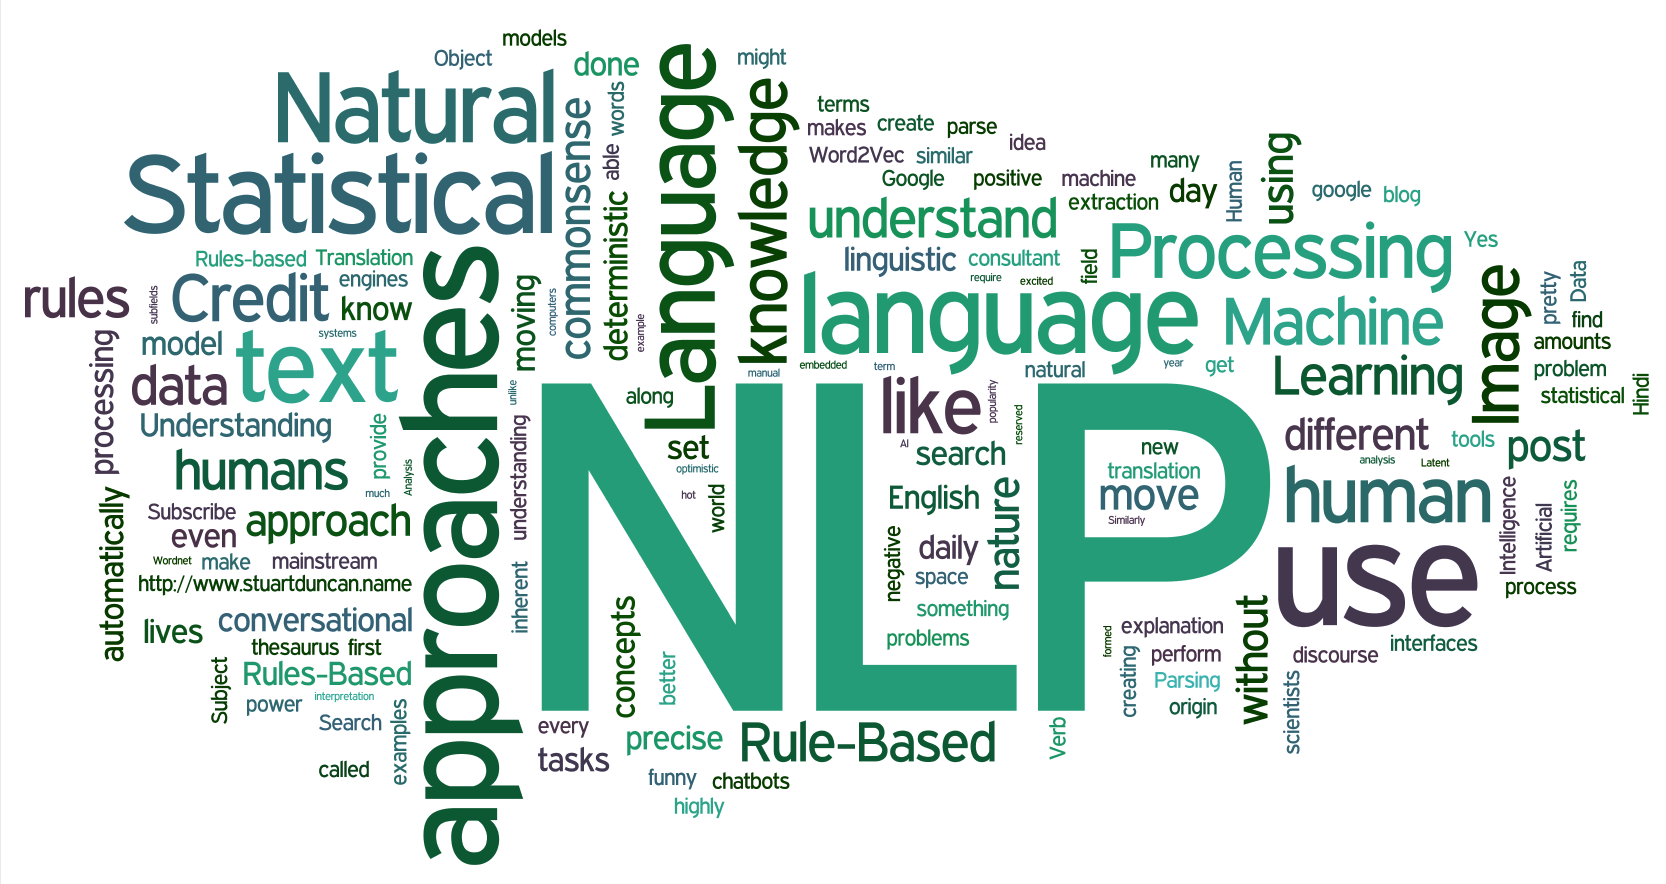 models
Object
done
might
Natural
Language
knowledge
words
commonsense
terms
makes
create
parse
idea
Statistical
able
Word2Vec
similar
many
Human
using
Google
positive
machine
extraction
day
google
blog
deterministic
understand
Processing
Yes
Rules-based
Translation
linguistic
consultant
field
engines
require
excited
rules
subfields
Credit
know
approaches
moving
computers
example
language
Machine
Image
pretty
Data
find
systems
processing
model
text
amounts
manual
embedded
term
natural
year
get
Learning
problem
Hindi
data
unlike
along
like
popularity
reserved
statistical
Understanding
provide
understanding
NLP
different
tools
post
set
AI
search
new
humans
Analysis
optimistic
translation
analysis
Latent
much
hot
world
English
nature
move
human
Intelligence
Artificial
requires
automatically
Subscribe
approach
Similarly
even
negative
daily
use
Wordnet
make
mainstream
inherent
space
process
http://www.stuartduncan.name
something
concepts
without
conversational
lives
problems
formed
explanation
interfaces
thesaurus
first
better
creating
perform
discourse
Subject
Rules-Based
Parsing
scientists
power
interpretation
origin
Search
examples
every
precise
Rule-Based
Verb
called
tasks
funny
chatbots
highly